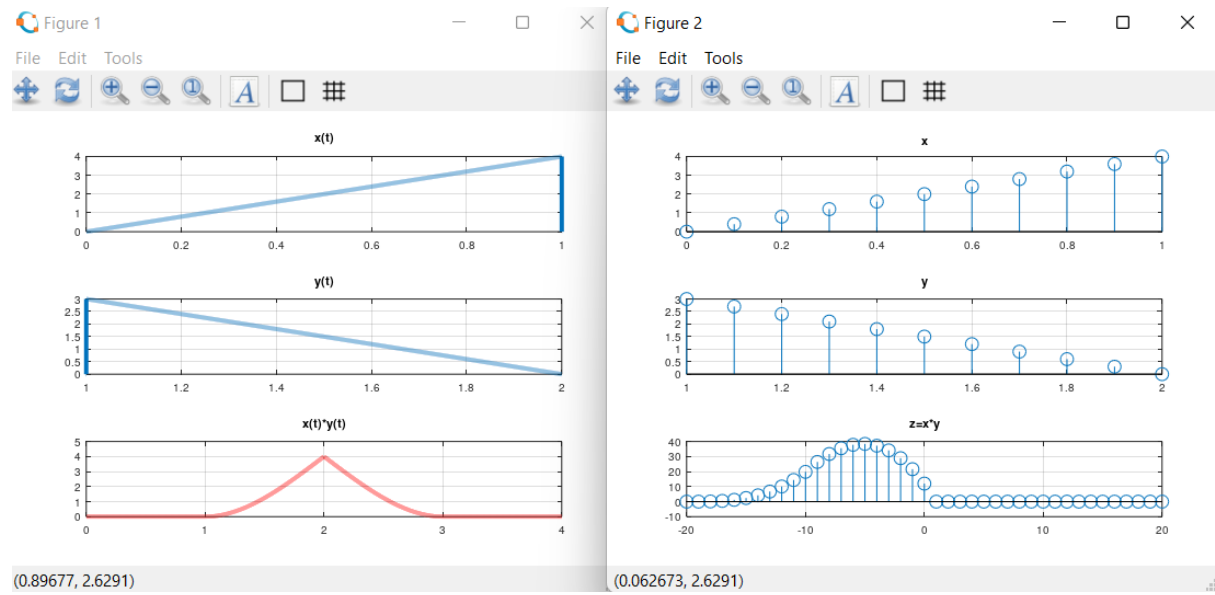 Figure 1
File Edit Tools
A
x(t)
4
3
2
1
0
0 0.2 0.4 0.6 0.8 1
y(t)
3
2.5
2
1.5
1
0.5
0
1 1.2 1.4 1.6 1.8 2
x(t)*y(t)
5
4
3
2
1
0
0 1 2 3 4
(0.89677, 2.6291)
Figure 2
File Edit Tools
A
x
4
3
2
1
0
0 0.2 0.4 0.6 0.8 1
y
3
2.5
2
1.5
1
0.5
0
1 1.2 1.4 1.6 1.8 2
z=x*y
40
30
20
10
0
-10
-20 -10 0 10 20
(0.062673, 2.6291)